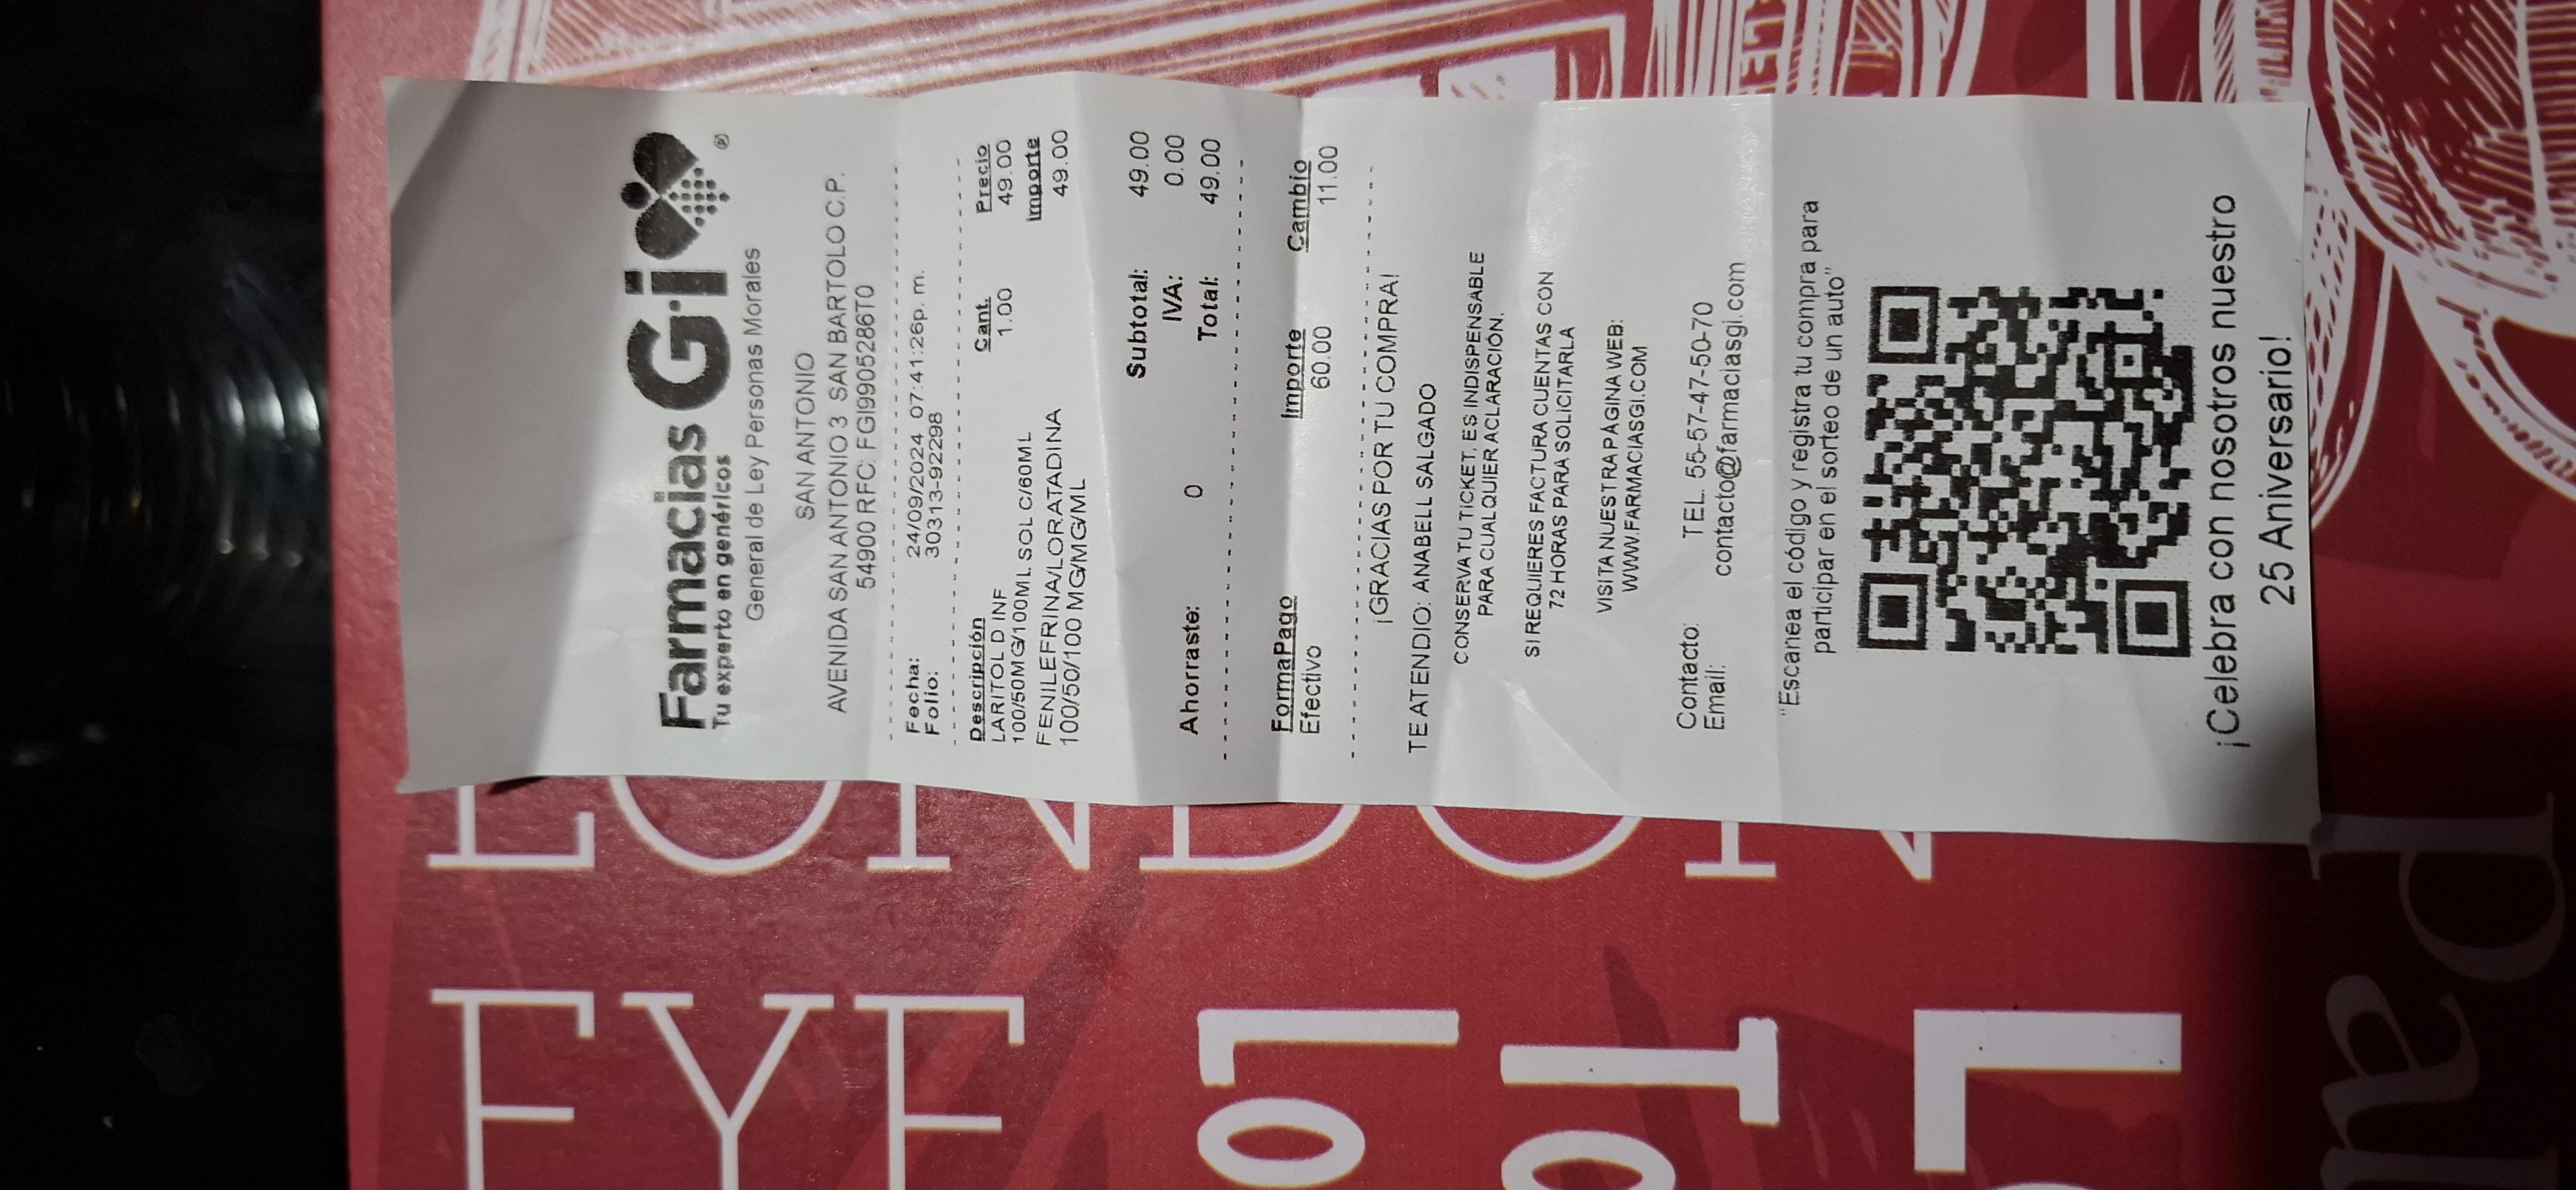 Farmacias Gi ®
Tu experto en genéricos
General de Ley Personas Morales
SAN ANTONIO
AVENIDA SAN ANTONIO 3 SAN BARTOLO C.P.
54900 RFC: FGI9905286T0
Fecha: 24/09/2024 07:41:26p. m.
Folio: 30313-92298
Descripción Cant. Precio
LARITOL D INF 1.00 49.00
100/50MG/100ML SOL C/60ML Importe
FENILEFRINA/LORATADINA 49.00
100/50/100 MG/MG/ML
Subtotal: 49.00
IVA: 0.00
Ahorraste: 0 Total: 49.00
FormaPago Importe Cambio
Efectivo 60.00 11.00
¡GRACIAS POR TU COMPRA!
TE ATENDIO: ANABELL SALGADO
CONSERVA TU TICKET, ES INDISPENSABLE
PARA CUALQUIER ACLARACIÓN.
SI REQUIERES FACTURA CUENTAS CON
72 HORAS PARA SOLICITARLA
VISITA NUESTRA PÁGINA WEB:
WWW.FARMACIASGI.COM
Contacto: TEL. 55-57-47-50-70
Email: contacto@farmaciasgi.com
"Escanea el código y registra tu compra para
participar en el sorteo de un auto"
¡Celebra con nosotros nuestro
25 Aniversario!
LONDON
EYE